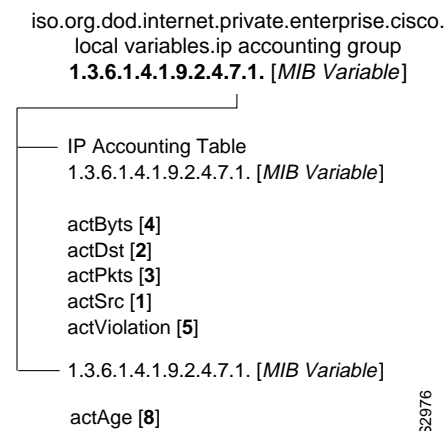 iso.org.dod.internet.private.enterprise.cisco.
local variables.ip accounting group
1.3.6.1.4.1.9.2.4.7.1. [MIB Variable]
IP Accounting Table
1.3.6.1.4.1.9.2.4.7.1. [MIB Variable]
actByts [4]
actDst [2]
actPkts [3]
actSrc [1]
actViolation [5]
1.3.6.1.4.1.9.2.4.7.1. [MIB Variable]
actAge [8]